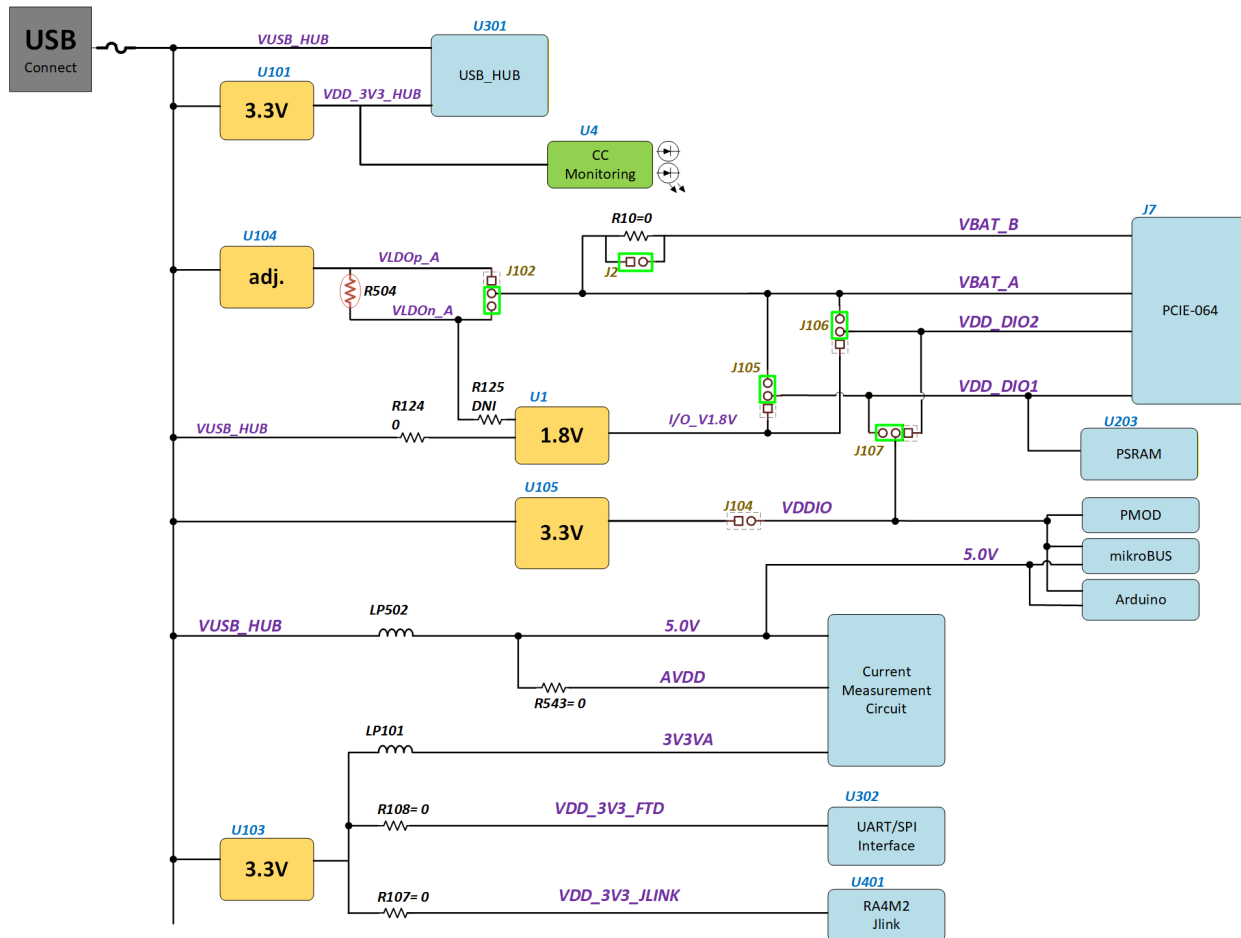 USB
Connect
VUSB_HUB
U301
USB_HUB
U101
3.3V
VDD_3V3_HUB
U4
CC
Monitoring
R10=0
J2
VBAT_B
J7
PCIE-064
U104
adj.
VLDOp_A
R504
VLDOn_A
J102
VBAT_A
J106
VDD_DIO2
J105
VDD_DIO1
R125
DNI
U1
1.8V
I/O_V1.8V
R124
0
VUSB_HUB
J107
U203
PSRAM
U105
3.3V
J104
VDDIO
PMOD
mikroBUS
Arduino
5.0V
VUSB_HUB
LP502
5.0V
R543= 0
AVDD
Current
Measurement
Circuit
LP101
3V3VA
R108= 0
VDD_3V3_FTD
U302
UART/SPI
Interface
U103
3.3V
R107= 0
VDD_3V3_JLINK
U401
RA4M2
Jlink